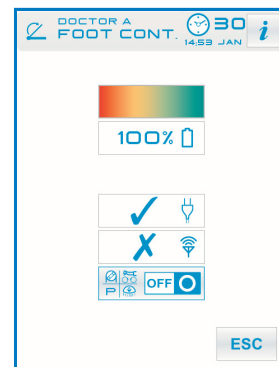 DOCTOR A
FOOT CONT.
30
14:53 JAN
i
100%
P
OFF
ESC